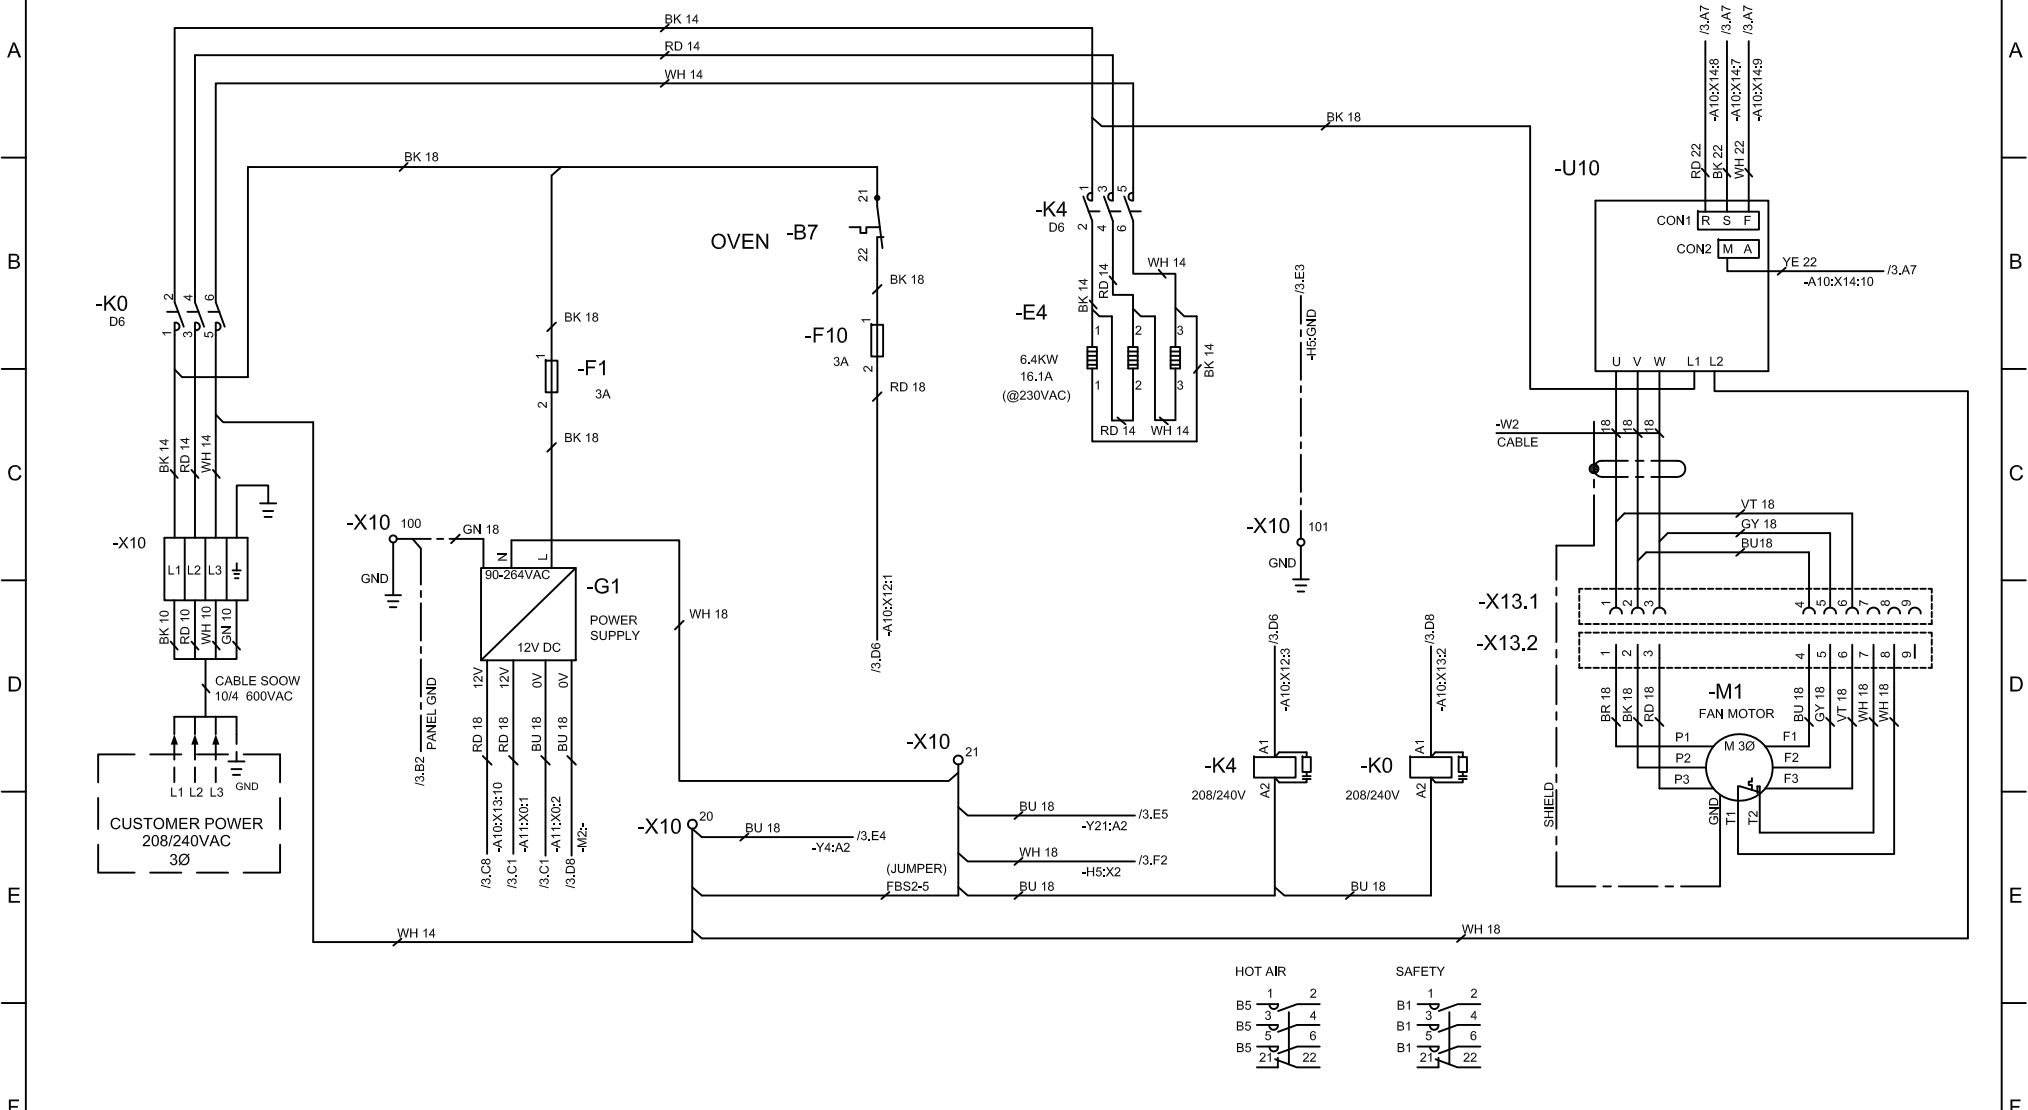 BK 14
RD 14
WH 14
A
A
/3.A7
/3.A7
/3.A7
-A10:X14:8
-A10:X14:7
-A10:X14:9
BK 18
BK 18
RD 22
BK 22
WH 22
-U10
CON1 R S F
CON2 M A
YE 22
/3.A7
-A10:X14:10
U V W L1 L2
B
B
OVEN -B7
21
22
BK 18
-K4
D6
1 3 5
2 4 6
WH 14
BK 14
RD 14
-E4
1 2 3
6.4KW
16.1A
(@230VAC)
1 2 3
BK 14
RD 14 WH 14
/3.E3
-H5:GND
-K0
D6
2 4 6
1 3 5
BK 18
1
-F1
3A
2
BK 18
-F10
3A
1
2
RD 18
-W2
CABLE
18 18 18
C
C
BK 14
RD 14
WH 14
-X10
L1 L2 L3
-X10 100
GN 18
GND
N L
90-264VAC
-G1
POWER
SUPPLY
12V DC
-X10 101
GND
VT 18
GY 18
BU18
-X13.1
1 2 3 4 5 6 7 8 9
-X13.2
1 2 3 4 5 6 7 8 9
BK 10
RD 10
WH 10
GN 10
CABLE SOOW
10/4 600VAC
D
D
PANEL GND
/3.B2
12V 12V 0V 0V
RD 18
RD 18
BU 18
BU 18
-A10:X13:10
-A11:X0:1
-A11:X0:2
-M2:-
/3.C8
/3.C1
/3.C1
/3.D8
WH 18
-A10:X12:1
/3.D6
/3.D6
-A10:X12:3
/3.D8
-A10:X13:2
-M1
FAN MOTOR
BR 18
BK 18
RD 18
BU 18
GY 18
VT 18
WH 18
WH 18
P1
P2
P3
M 3Ø
F1
F2
F3
GND
T1
T2
SHIELD
-X10 21
-K4
208/240V
A1
A2
-K0
208/240V
A1
A2
L1 L2 L3 GND
CUSTOMER POWER
208/240VAC
3Ø
-X10 20
BU 18
/3.E4
-Y4:A2
BU 18
/3.E5
-Y21:A2
WH 18
/3.F2
-H5:X2
(JUMPER)
FBS2-5
BU 18
BU 18
E
E
WH 14
WH 18
HOT AIR
B5 1 2
B5 3 4
B5 5 6
21 22
SAFETY
B1 1 2
B1 3 4
B1 5 6
21 22
F
F